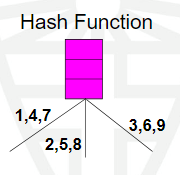 Hash Function
1,4,7
2,5,8
3,6,9